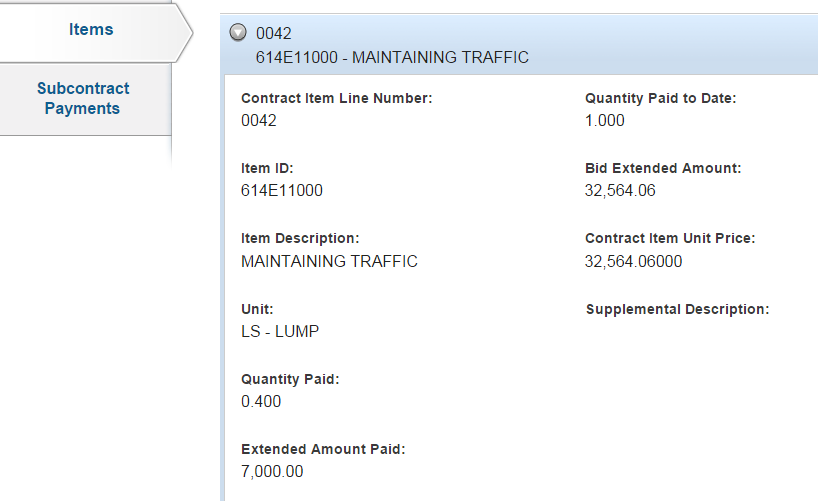 Items
Subcontract
Payments
0042
614E11000 - MAINTAINING TRAFFIC
Contract Item Line Number:
0042
Quantity Paid to Date:
1.000
Item ID:
614E11000
Bid Extended Amount:
32,564.06
Item Description:
MAINTAINING TRAFFIC
Contract Item Unit Price:
32,564.06000
Unit:
LS - LUMP
Supplemental Description:
Quantity Paid:
0.400
Extended Amount Paid:
7,000.00